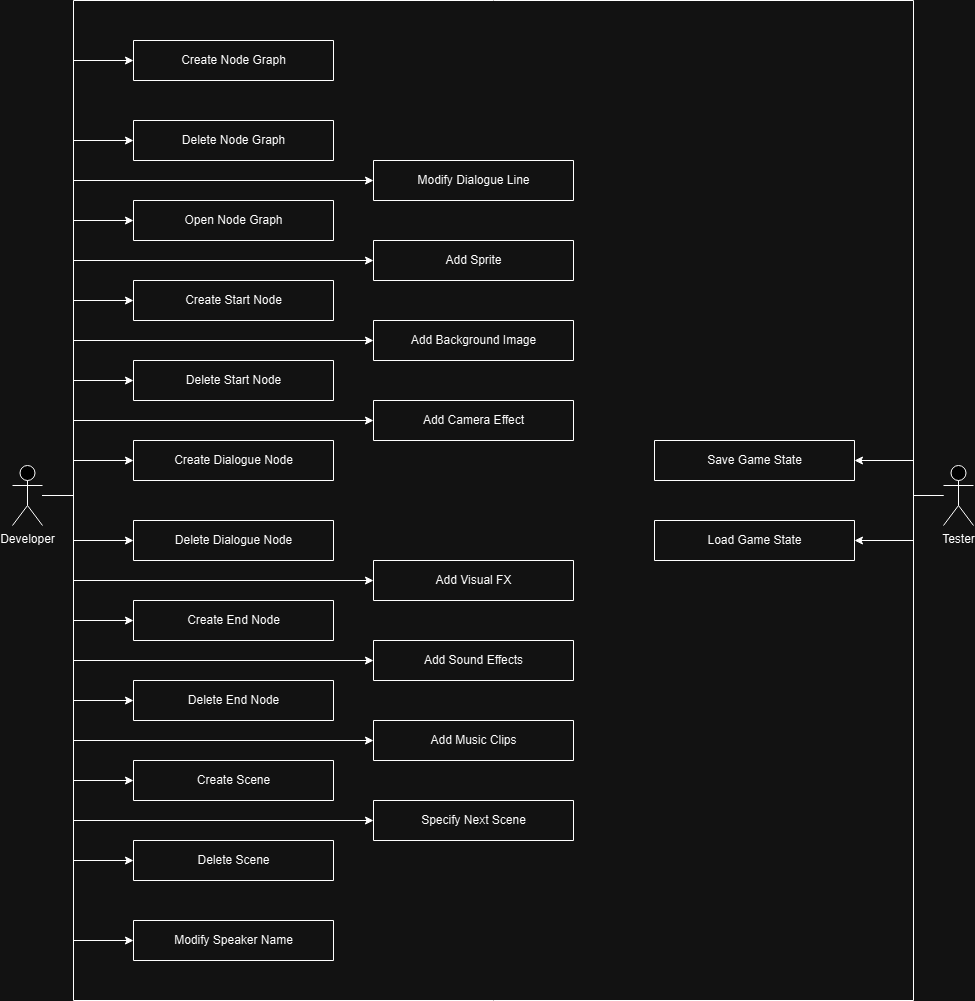 Create Node Graph
Delete Node Graph
Modify Dialogue Line
Open Node Graph
Add Sprite
Create Start Node
Add Background Image
Delete Start Node
Add Camera Effect
Create Dialogue Node
Save Game State
Developer
Delete Dialogue Node
Load Game State
Tester
Add Visual FX
Create End Node
Add Sound Effects
Delete End Node
Add Music Clips
Create Scene
Specify Next Scene
Delete Scene
Modify Speaker Name